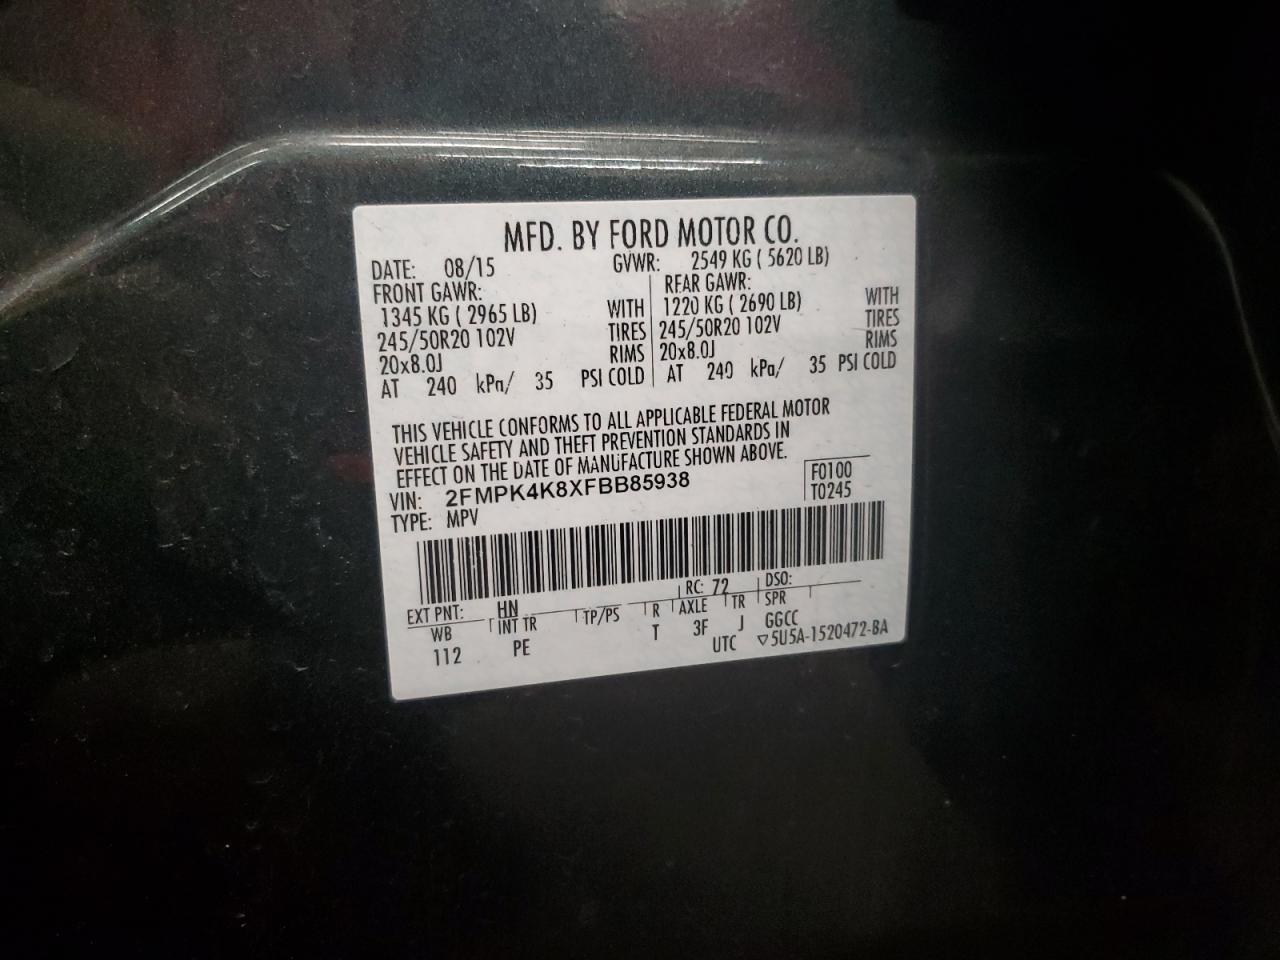 MFD. BY FORD MOTOR CO.
DATE: 08/15 GVWR: 2549 KG ( 5620 LB)
FRONT GAWR: REAR GAWR:
1345 KG ( 2965 LB) WITH 1220 KG ( 2690 LB) WITH
245/50R20 102V TIRES 245/50R20 102V TIRES
20x8.0J RIMS 20x8.0J RIMS
AT 240 kPa/ 35 PSI COLD AT 240 kPa/ 35 PSI COLD
THIS VEHICLE CONFORMS TO ALL APPLICABLE FEDERAL MOTOR
VEHICLE SAFETY AND THEFT PREVENTION STANDARDS IN
EFFECT ON THE DATE OF MANUFACTURE SHOWN ABOVE.
VIN: 2FMPK4K8XFBB85938 F0100
TYPE: MPV T0245
EXT PNT: HN RC: 72 DSO:
WB INT TR TP/PS R AXLE TR SPR
112 PE T 3F J GGCC
UTC ▽5U5A-1520472-BA